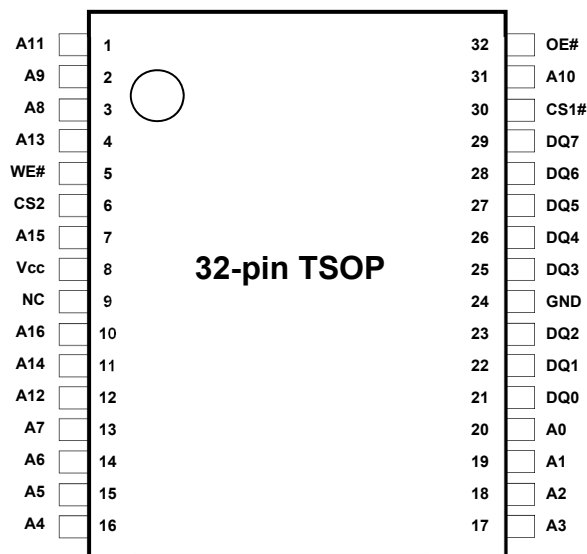 A11 1 32 OE#
A9 2 31 A10
A8 3 30 CS1#
A13 4 29 DQ7
WE# 5 28 DQ6
CS2 6 27 DQ5
A15 7 26 DQ4
Vcc 8 32-pin TSOP 25 DQ3
NC 9 24 GND
A16 10 23 DQ2
A14 11 22 DQ1
A12 12 21 DQ0
A7 13 20 A0
A6 14 19 A1
A5 15 18 A2
A4 16 17 A3